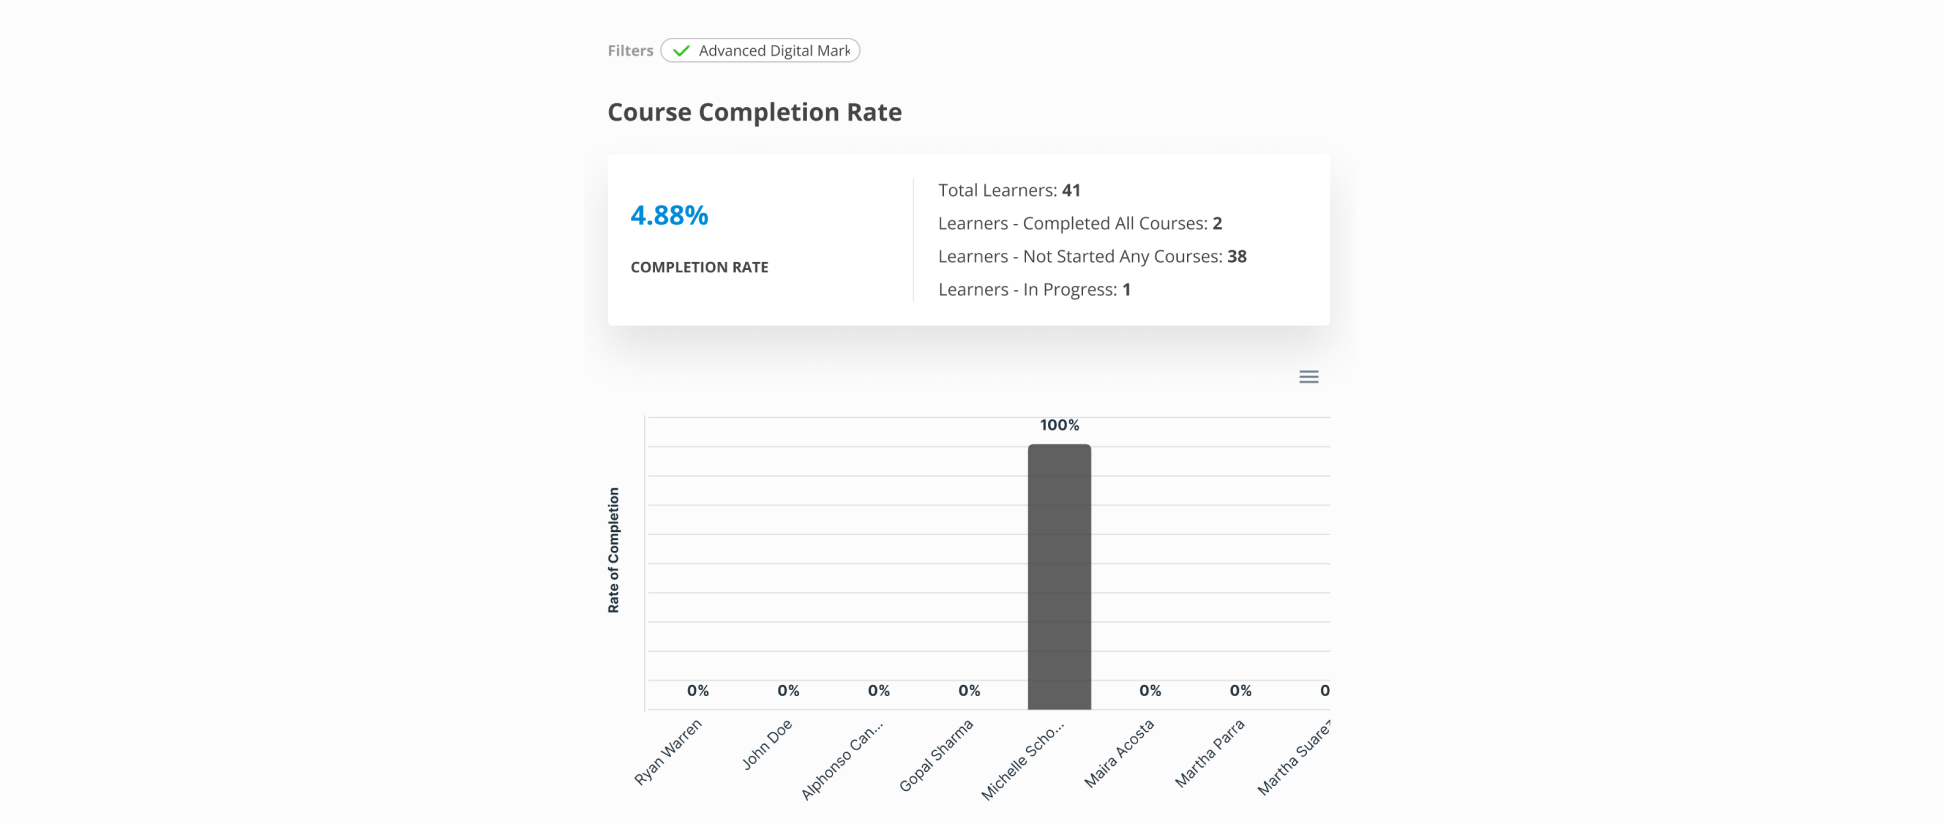 Filters Advanced Digital Mark
Course Completion Rate
4.88%
COMPLETION RATE
Total Learners: 41
Learners - Completed All Courses: 2
Learners - Not Started Any Courses: 38
Learners - In Progress: 1
Rate of Completion
100%
0% 0% 0% 0% 0% 0% 0
Ryan Warren
John Doe
Alphonso Can...
Gopal Sharma
Michelle Scho...
Maira Acosta
Martha Parra
Martha Suarez